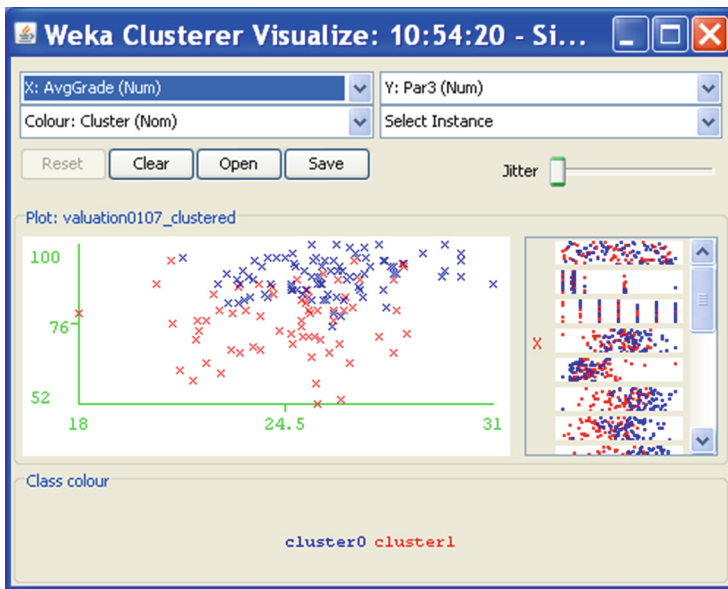 Weka Clusterer Visualize: 10:54:20 - Si...
X: AvgGrade (Num)
Y: Par3 (Num)
Colour: Cluster (Nom)
Select Instance
Reset
Clear
Open
Save
Jitter
Plot: valuation0107_clustered
100
76
52
18
24.5
31
X
Class colour
cluster0 cluster1